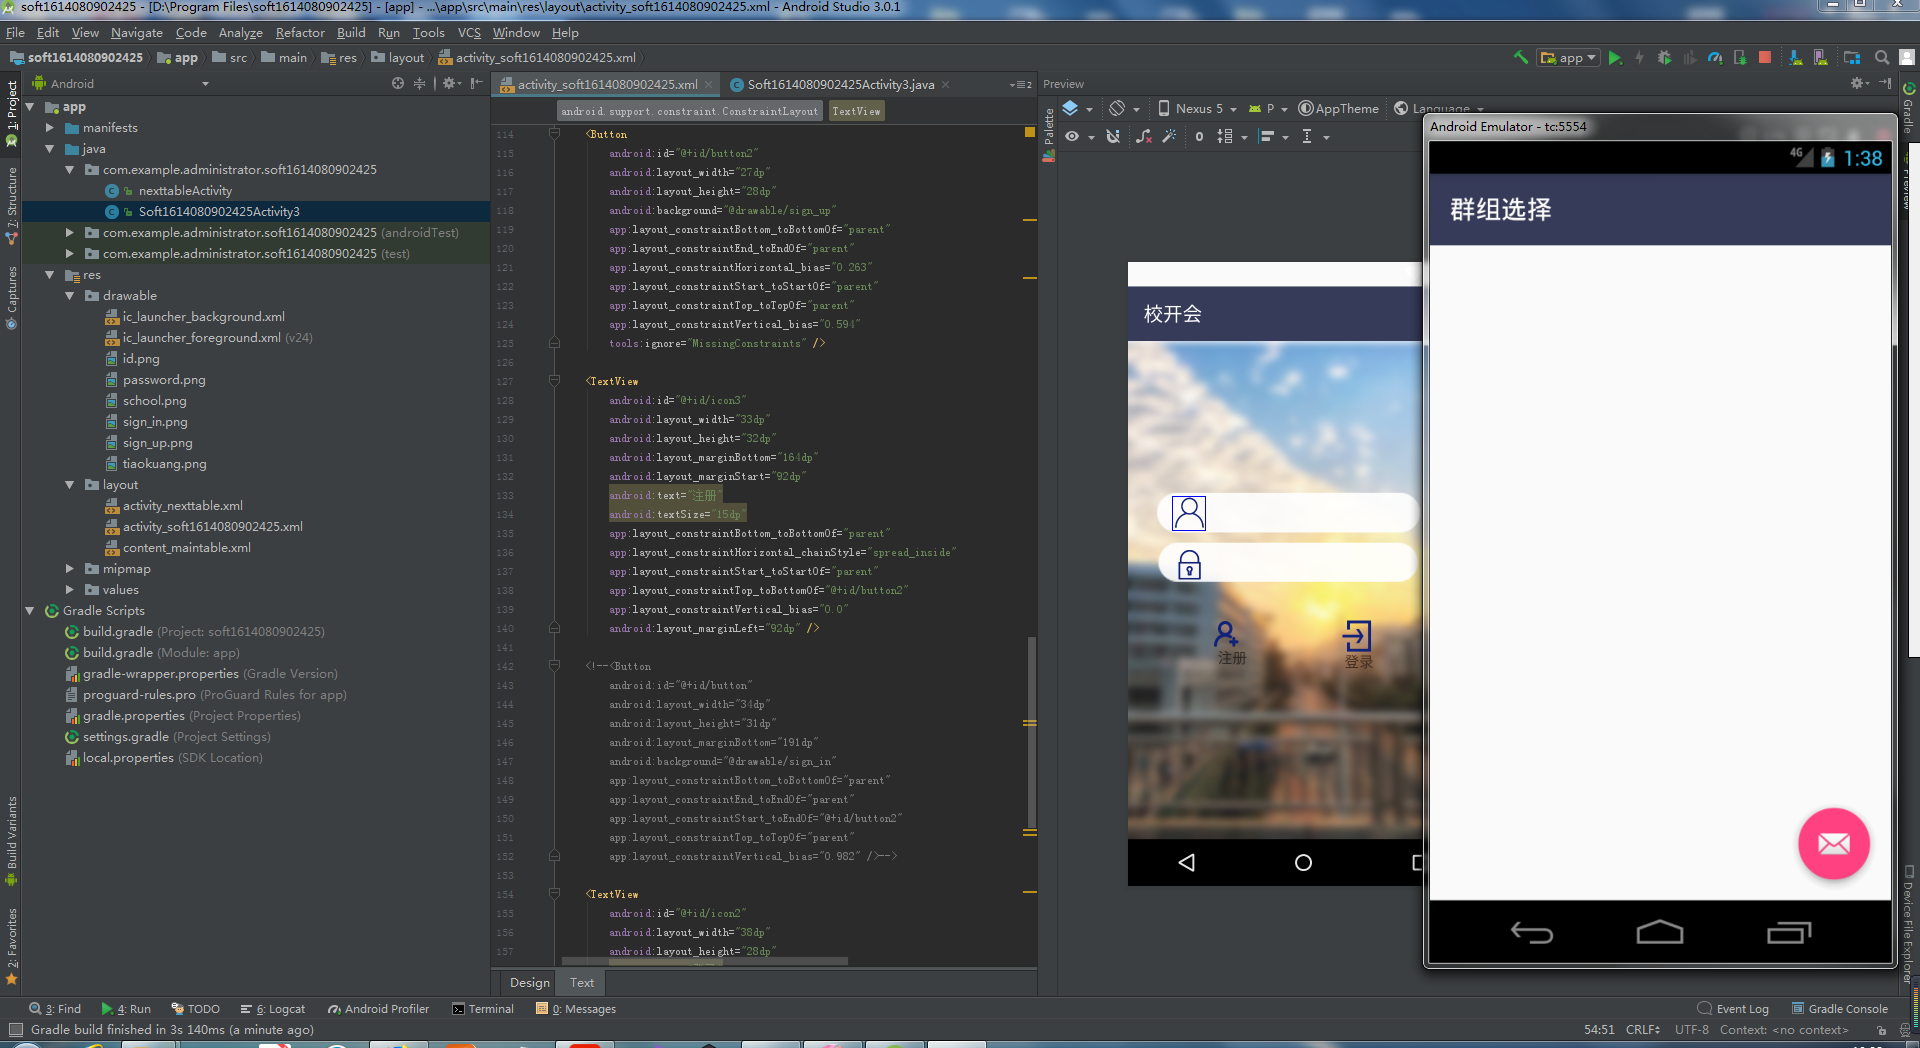 soft1614080902425 - [D:\Program Files\soft1614080902425] - [app] - ...\app\src\main\res\layout\activity_soft1614080902425.xml - Android Studio 3.0.1
File Edit View Navigate Code Analyze Refactor Build Run Tools VCS Window Help
soft1614080902425 app src main res layout activity_soft1614080902425.xml
app
Android
activity_soft1614080902425.xml Soft1614080902425Activity3.java
Preview
android.support.constraint.ConstraintLayout TextView
Nexus 5 P AppTheme Language
1: Project
7: Structure
Captures
Build Variants
2: Favorites
Palette
Gradle
Preview
Device File Explorer
app
manifests
java
com.example.administrator.soft1614080902425
nexttableActivity
Soft1614080902425Activity3
com.example.administrator.soft1614080902425 (androidTest)
com.example.administrator.soft1614080902425 (test)
res
drawable
ic_launcher_background.xml
ic_launcher_foreground.xml (v24)
id.png
password.png
school.png
sign_in.png
sign_up.png
tiaokuang.png
layout
activity_nexttable.xml
activity_soft1614080902425.xml
content_maintable.xml
mipmap
values
Gradle Scripts
build.gradle (Project: soft1614080902425)
build.gradle (Module: app)
gradle-wrapper.properties (Gradle Version)
proguard-rules.pro (ProGuard Rules for app)
gradle.properties (Project Properties)
settings.gradle (Project Settings)
local.properties (SDK Location)
114 <Button
115 android:id="@+id/button2"
116 android:layout_width="27dp"
117 android:layout_height="28dp"
118 android:background="@drawable/sign_up"
119 app:layout_constraintBottom_toBottomOf="parent"
120 app:layout_constraintEnd_toEndOf="parent"
121 app:layout_constraintHorizontal_bias="0.263"
122 app:layout_constraintStart_toStartOf="parent"
123 app:layout_constraintTop_toTopOf="parent"
124 app:layout_constraintVertical_bias="0.594"
125 tools:ignore="MissingConstraints" />
126
127 <TextView
128 android:id="@+id/icon3"
129 android:layout_width="33dp"
130 android:layout_height="32dp"
131 android:layout_marginBottom="164dp"
132 android:layout_marginStart="92dp"
133 android:text="注册"
134 android:textSize="15dp"
135 app:layout_constraintBottom_toBottomOf="parent"
136 app:layout_constraintHorizontal_chainStyle="spread_inside"
137 app:layout_constraintStart_toStartOf="parent"
138 app:layout_constraintTop_toBottomOf="@+id/button2"
139 app:layout_constraintVertical_bias="0.0"
140 android:layout_marginLeft="92dp" />
141
142 <!--<Button
143 android:id="@+id/button"
144 android:layout_width="34dp"
145 android:layout_height="31dp"
146 android:layout_marginBottom="191dp"
147 android:background="@drawable/sign_in"
148 app:layout_constraintBottom_toBottomOf="parent"
149 app:layout_constraintEnd_toEndOf="parent"
150 app:layout_constraintStart_toEndOf="@+id/button2"
151 app:layout_constraintTop_toTopOf="parent"
152 app:layout_constraintVertical_bias="0.982" />-->
153
154 <TextView
155 android:id="@+id/icon2"
156 android:layout_width="38dp"
157 android:layout_height="28dp"
Design Text
0
校开会
注册
登录
Android Emulator - tc:5554
4G 1:38
群组选择
3: Find 4: Run TODO 6: Logcat Android Profiler Terminal 0: Messages Event Log Gradle Console
Gradle build finished in 3s 140ms (a minute ago) 54:51 CRLF UTF-8 Context: <no context>